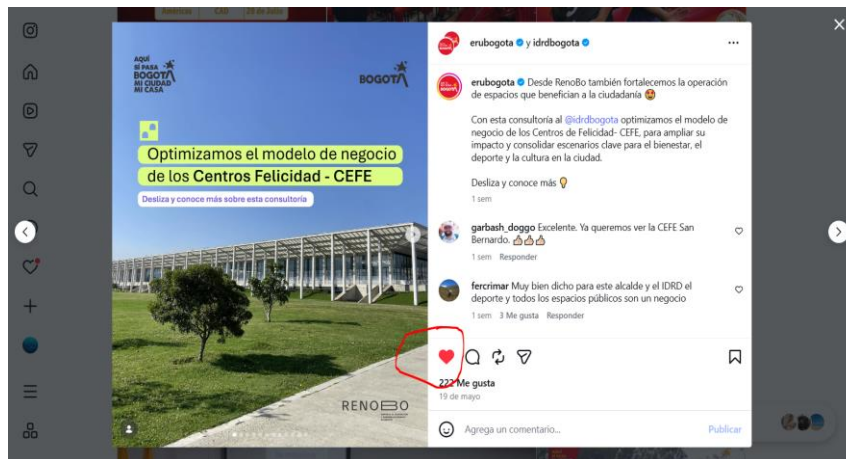 AQUÍ
SÍ PASA
BOGOTÁ
MI CIUDAD
MI CASA
BOGOTÁ
Optimizamos el modelo de negocio
de los Centros Felicidad - CEFE
Desliza y conoce más sobre esta consultoría
RENOBO
erubogota y idrdbogota
erubogota Desde RenoBo también fortalecemos la operación
de espacios que benefician a la ciudadanía 🤩
Con esta consultoría al @idrdbogota optimizamos el modelo de
negocio de los Centros de Felicidad- CEFE, para ampliar su
impacto y consolidar escenarios clave para el bienestar, el
deporte y la cultura en la ciudad.
Desliza y conoce más 💡
1 sem
garbash_doggo Excelente. Ya queremos ver la CEFE San
Bernardo. 👍👍👍
1 sem Responder
fercrimar Muy bien dicho para este alcalde y el IDRD el
deporte y todos los espacios públicos son un negocio
1 sem 3 Me gusta Responder
222 Me gusta
19 de mayo
Agrega un comentario...
Publicar